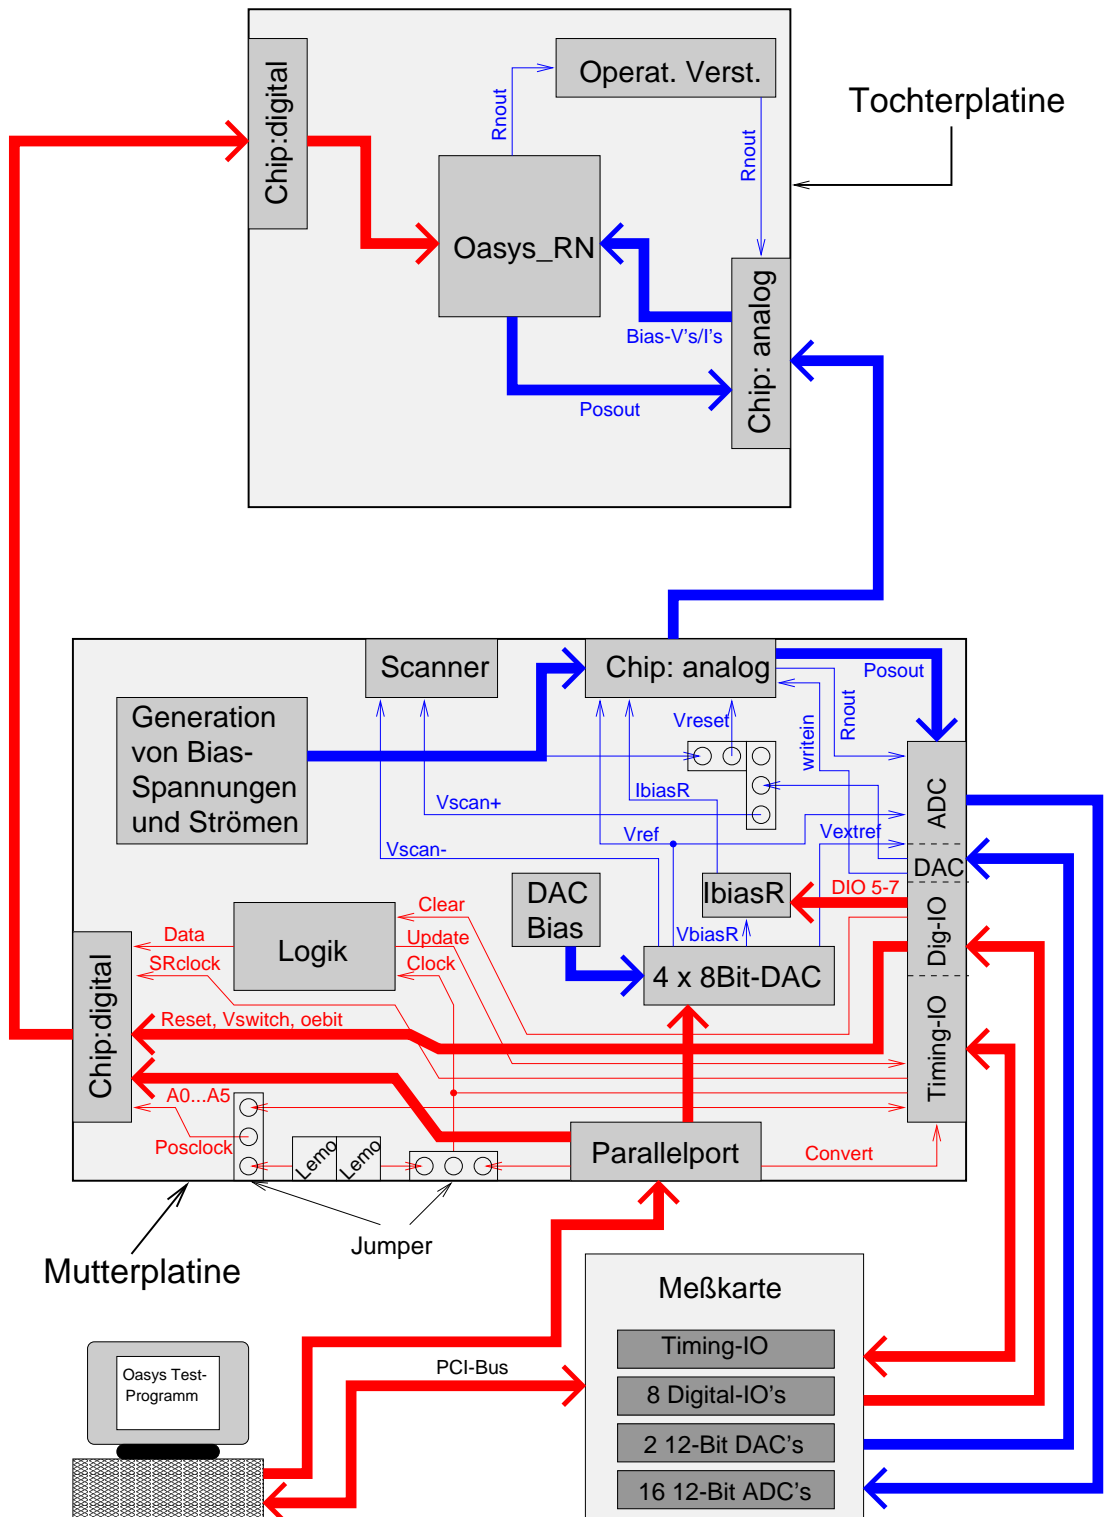 Chip:digital
Operat. Verst.
Rnout
Rnout
Tochterplatine
Oasys_RN
Bias-V's/I's
Posout
Chip: analog
Scanner
Chip: analog
Posout
Generation
von Bias-
Spannungen
und Strömen
Vreset
writein
Rnout
IbiasR
Vscan+
Vref
Vextref
Vscan-
ADC
DAC
DAC
Bias
IbiasR
DIO 5-7
Clear
Data
Logik
Update
VbiasR
Dig-IO
SRclock
Clock
4 x 8Bit-DAC
Reset, Vswitch, oebit
Chip:digital
Timing-IO
A0...A5
Posclock
Lemo
Lemo
Parallelport
Convert
Jumper
Mutterplatine
Meßkarte
Oasys Test-
Programm
PCI-Bus
Timing-IO
8 Digital-IO's
2 12-Bit DAC's
16 12-Bit ADC's